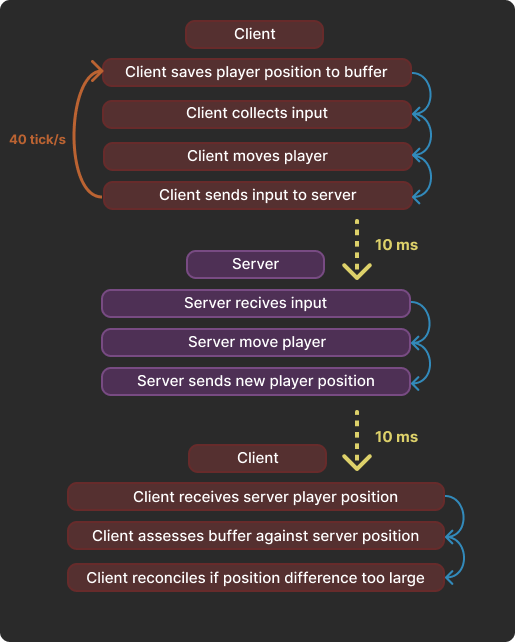 Client
Client saves player position to buffer
Client collects input
40 tick/s
Client moves player
Client sends input to server
10 ms
Server
Server recives input
Server move player
Server sends new player position
10 ms
Client
Client receives server player position
Client assesses buffer against server position
Client reconciles if position difference too large